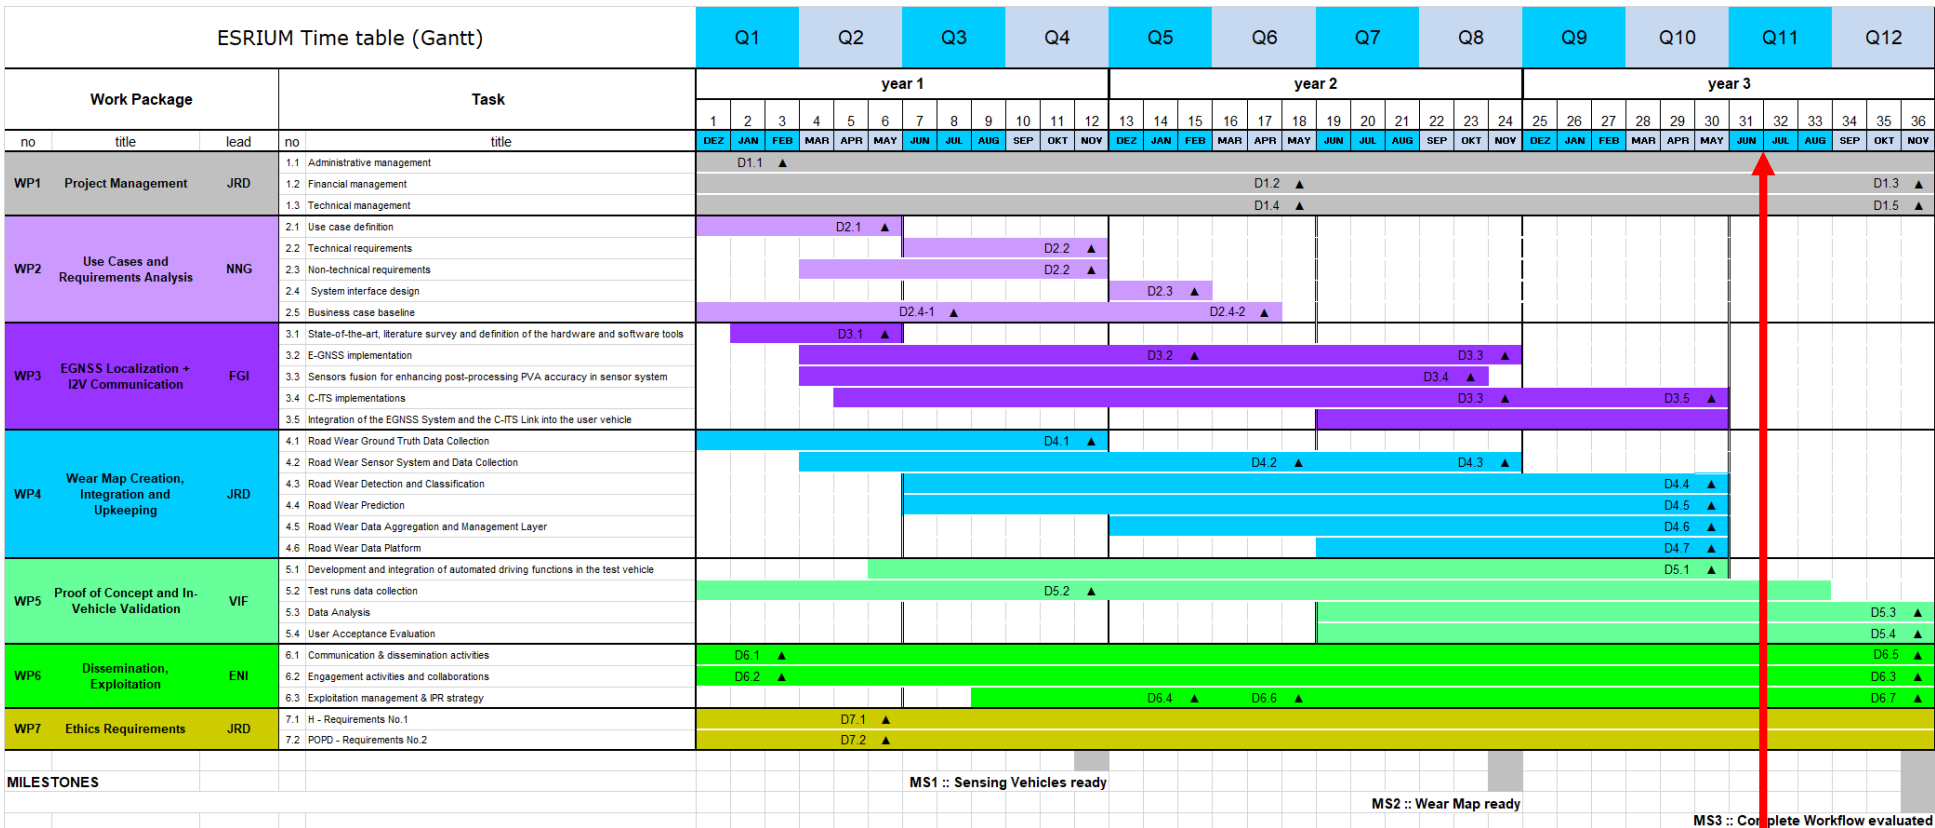 ESRIUM Time table (Gantt) Q1 Q2 Q3 Q4 Q5 Q6 Q7 Q8 Q9 Q10 Q11 Q12
year 1 year 2 year 3
Work Package Task
1 2 3 4 5 6 7 8 9 10 11 12 13 14 15 16 17 18 19 20 21 22 23 24 25 26 27 28 29 30 31 32 33 34 35 36
no title lead no title DEZ JAN FEB MAR APR MAY JUN JUL AUG SEP OKT NOV DEZ JAN FEB MAR APR MAY JUN JUL AUG SEP OKT NOV DEZ JAN FEB MAR APR MAY JUN JUL AUG SEP OKT NOV
1.1 Administrative management D1.1 ▲
WP1 Project Management JRD 1.2 Financial management D1.2 ▲ D1.3 ▲
1.3 Technical management D1.4 ▲ D1.5 ▲
2.1 Use case definition D2.1 ▲
2.2 Technical requirements D2.2 ▲
WP2 Use Cases and Requirements Analysis NNG 2.3 Non-technical requirements D2.2 ▲
2.4 System interface design D2.3 ▲
2.5 Business case baseline D2.4-1 ▲ D2.4-2 ▲
3.1 State-of-the-art, literature survey and definition of the hardware and software tools D3.1 ▲
3.2 E-GNSS implementation D3.2 ▲ D3.3 ▲
WP3 EGNSS Localization + I2V Communication FGI 3.3 Sensors fusion for enhancing post-processing PVA accuracy in sensor system D3.4 ▲
3.4 C-ITS implementations D3.3 ▲ D3.5 ▲
3.5 Integration of the EGNSS System and the C-ITS Link into the user vehicle
4.1 Road Wear Ground Truth Data Collection D4.1 ▲
4.2 Road Wear Sensor System and Data Collection D4.2 ▲ D4.3 ▲
4.3 Road Wear Detection and Classification D4.4 ▲
WP4 Wear Map Creation, Integration and Upkeeping JRD 4.4 Road Wear Prediction D4.5 ▲
4.5 Road Wear Data Aggregation and Management Layer D4.6 ▲
4.6 Road Wear Data Platform D4.7 ▲
5.1 Development and integration of automated driving functions in the test vehicle D5.1 ▲
WP5 Proof of Concept and In-Vehicle Validation VIF 5.2 Test runs data collection D5.2 ▲
5.3 Data Analysis D5.3 ▲
5.4 User Acceptance Evaluation D5.4 ▲
6.1 Communication & dissemination activities D6.1 ▲ D6.5 ▲
WP6 Dissemination, Exploitation ENI 6.2 Engagement activities and collaborations D6.2 ▲ D6.3 ▲
6.3 Exploitation management & IPR strategy D6.4 ▲ D6.6 ▲ D6.7 ▲
WP7 Ethics Requirements JRD 7.1 H - Requirements No.1 D7.1 ▲
7.2 POPD - Requirements No.2 D7.2 ▲
MILESTONES MS1 :: Sensing Vehicles ready
MS2 :: Wear Map ready
MS3 :: Complete Workflow evaluated